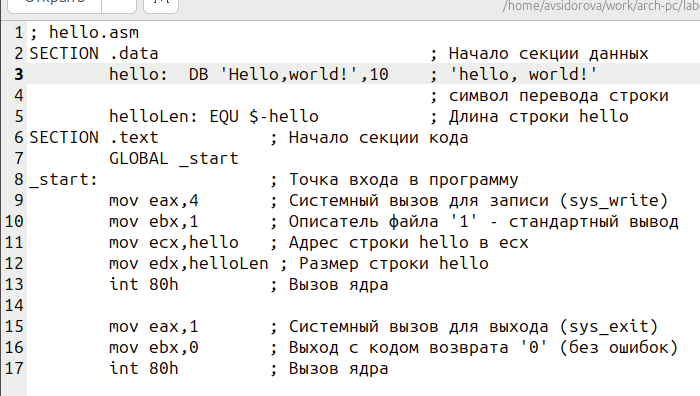 Открыть
/home/avsidorova/work/arch-pc/lab
1 ; hello.asm
2 SECTION .data ; Начало секции данных
3 hello: DB 'Hello,world!',10 ; 'hello, world!'
4 ; символ перевода строки
5 helloLen: EQU $-hello ; Длина строки hello
6 SECTION .text ; Начало секции кода
7 GLOBAL _start
8 _start: ; Точка входа в программу
9 mov eax,4 ; Системный вызов для записи (sys_write)
10 mov ebx,1 ; Описатель файла '1' - стандартный вывод
11 mov ecx,hello ; Адрес строки hello в ecx
12 mov edx,helloLen ; Размер строки hello
13 int 80h ; Вызов ядра
14
15 mov eax,1 ; Системный вызов для выхода (sys_exit)
16 mov ebx,0 ; Выход с кодом возврата '0' (без ошибок)
17 int 80h ; Вызов ядра